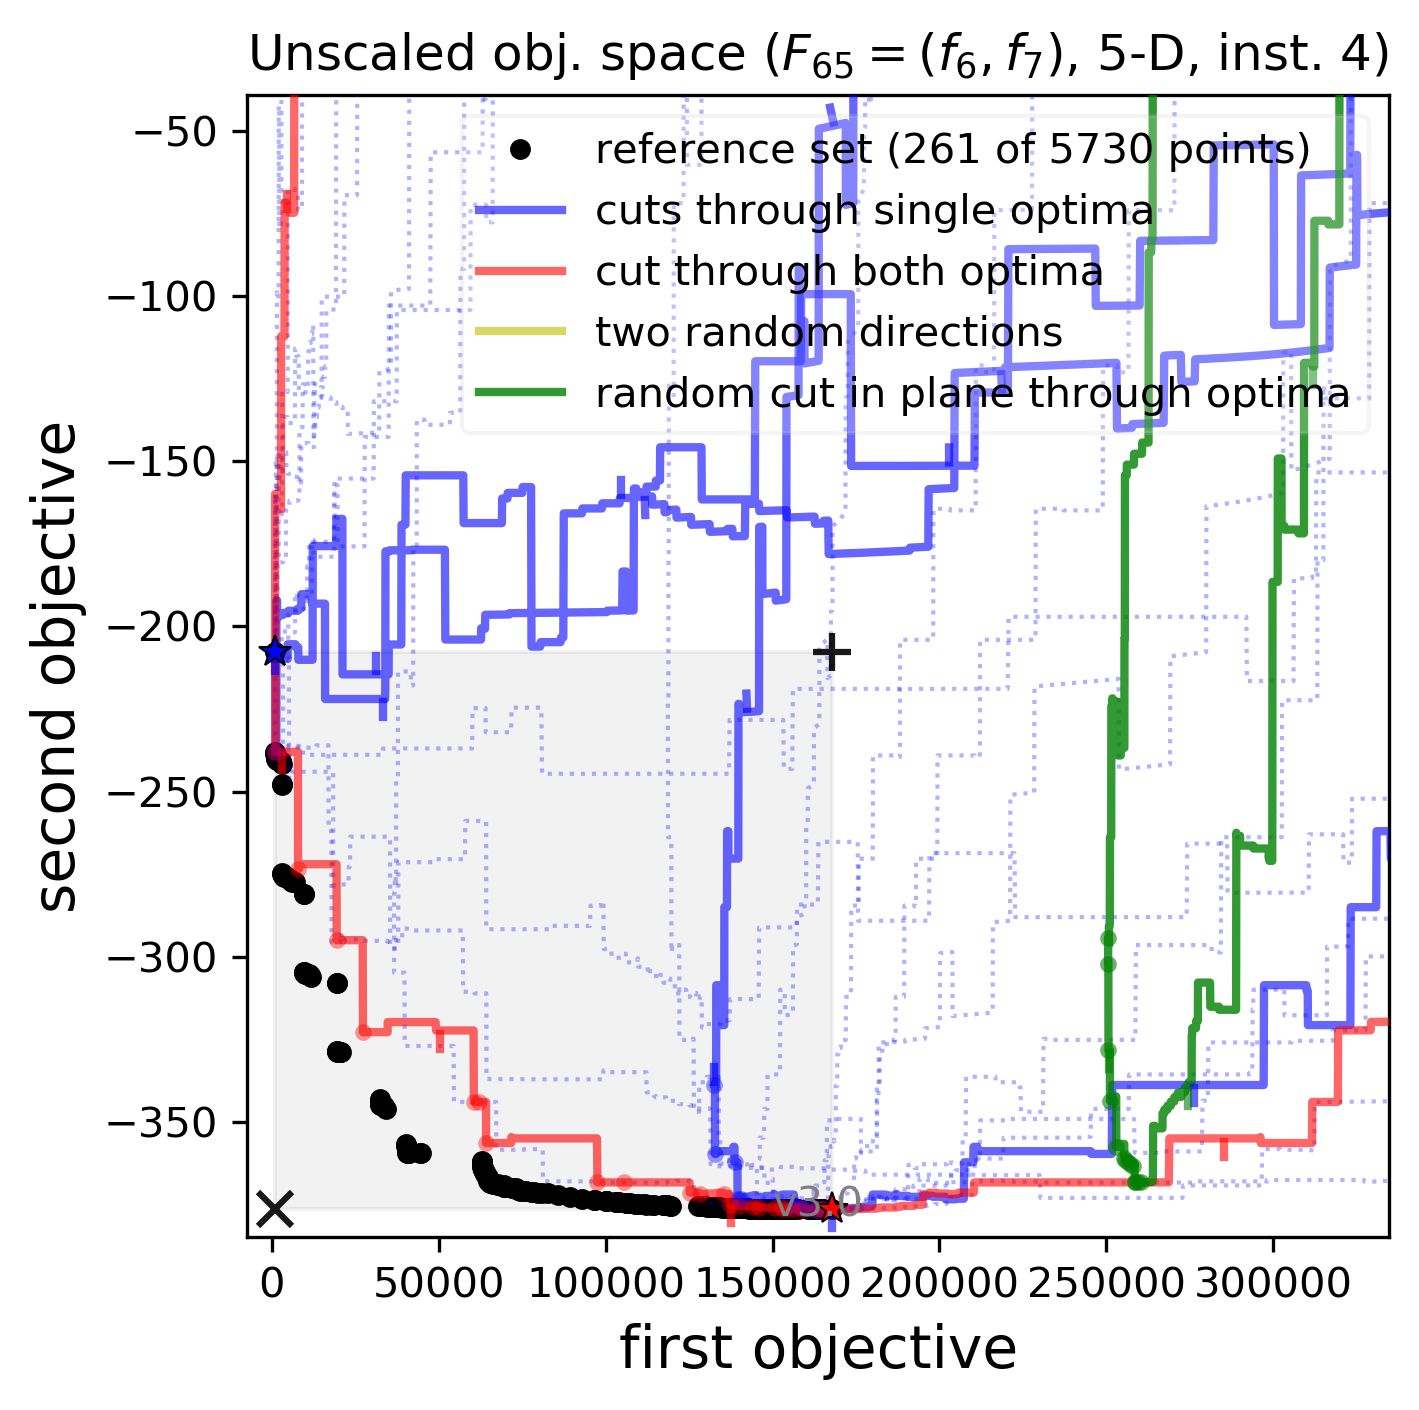 Unscaled obj. space (F65 = (f6, f7), 5-D, inst. 4)
reference set (261 of 5730 points)
cuts through single optima
cut through both optima
two random directions
random cut in plane through optima
−50
−100
−150
−200
−250
−300
−350
second objective
v3.0
0
50000
100000
150000
200000
250000
300000
first objective